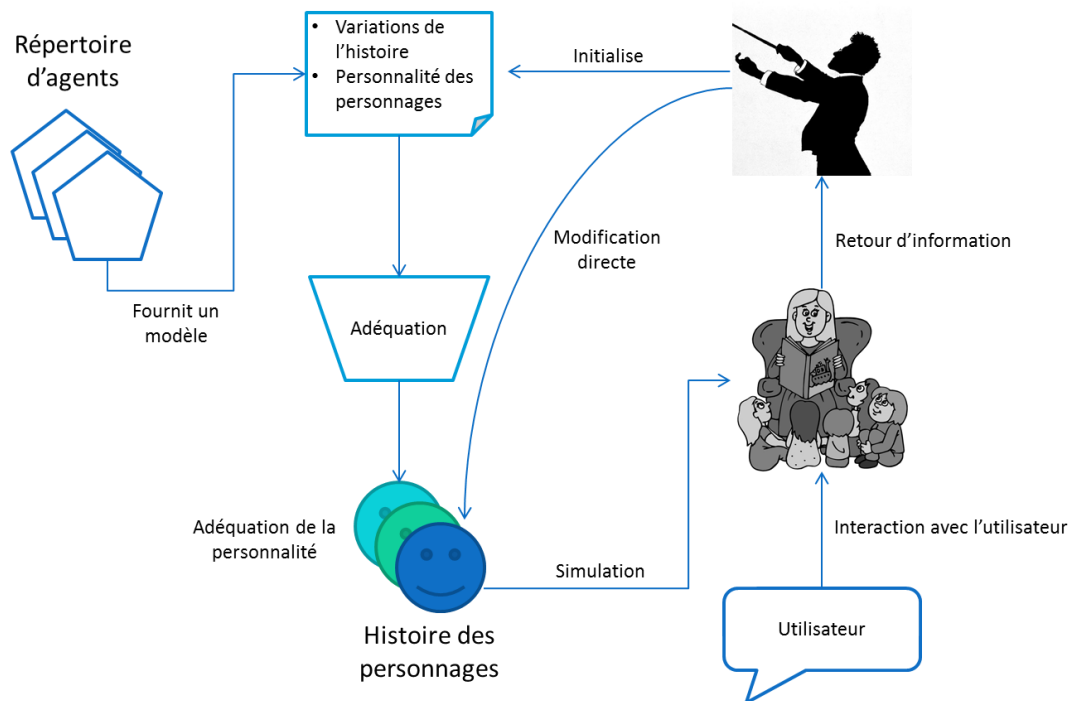 Répertoire
d’agents
• Variations de
l’histoire
• Personnalité des
personnages
Initialise
Fournit un
modèle
Modification
directe
Retour d’information
Adéquation
Adéquation de la
personnalité
Simulation
Interaction avec l’utilisateur
Histoire des
personnages
Utilisateur